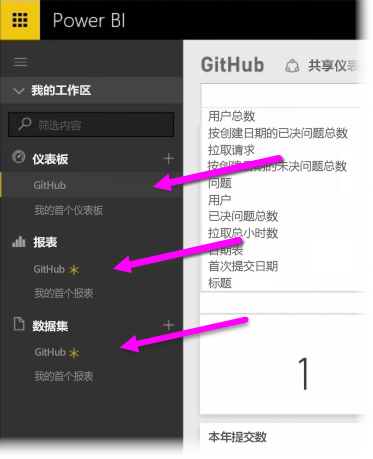 Power BI
我的工作区
筛选内容
仪表板
GitHub
我的首个仪表板
报表
GitHub
我的首个报表
数据集
GitHub
我的首个报表
GitHub
共享仪表
用户总数
按创建日期的已决问题总数
拉取请求
按创建日期的未决问题总数
问题
用户
已决问题总数
拉取总小时数
日期表
首次提交日期
标题
1
本年提交数